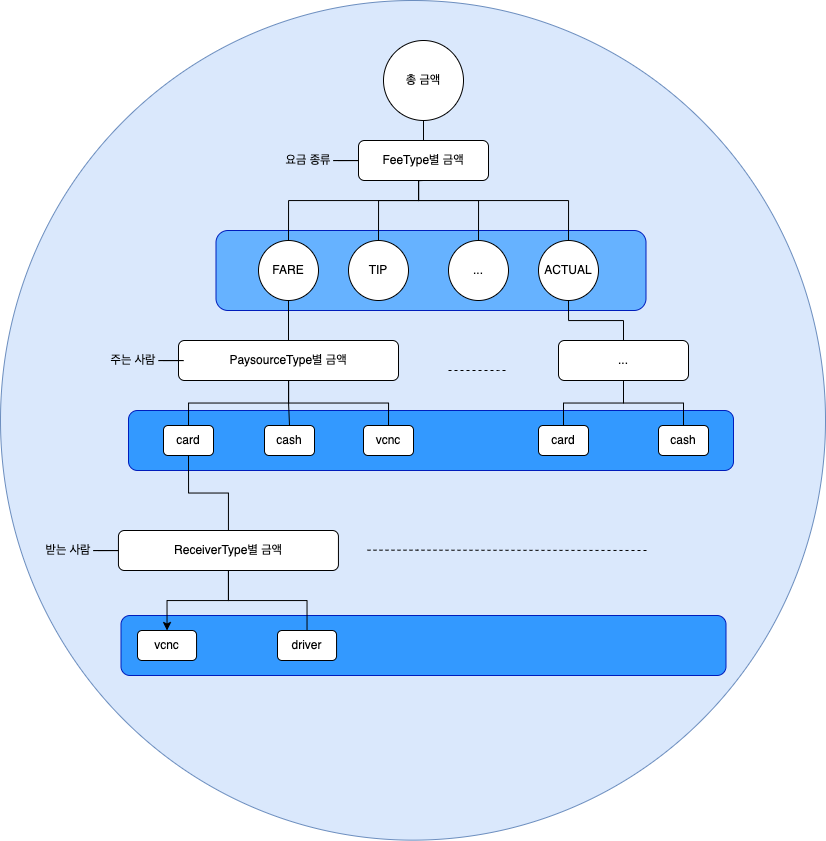 총 금액
요금 종류
FeeType별 금액
FARE
TIP
...
ACTUAL
주는 사람
PaysourceType별 금액
...
card
cash
vcnc
card
cash
받는 사람
ReceiverType별 금액
vcnc
driver